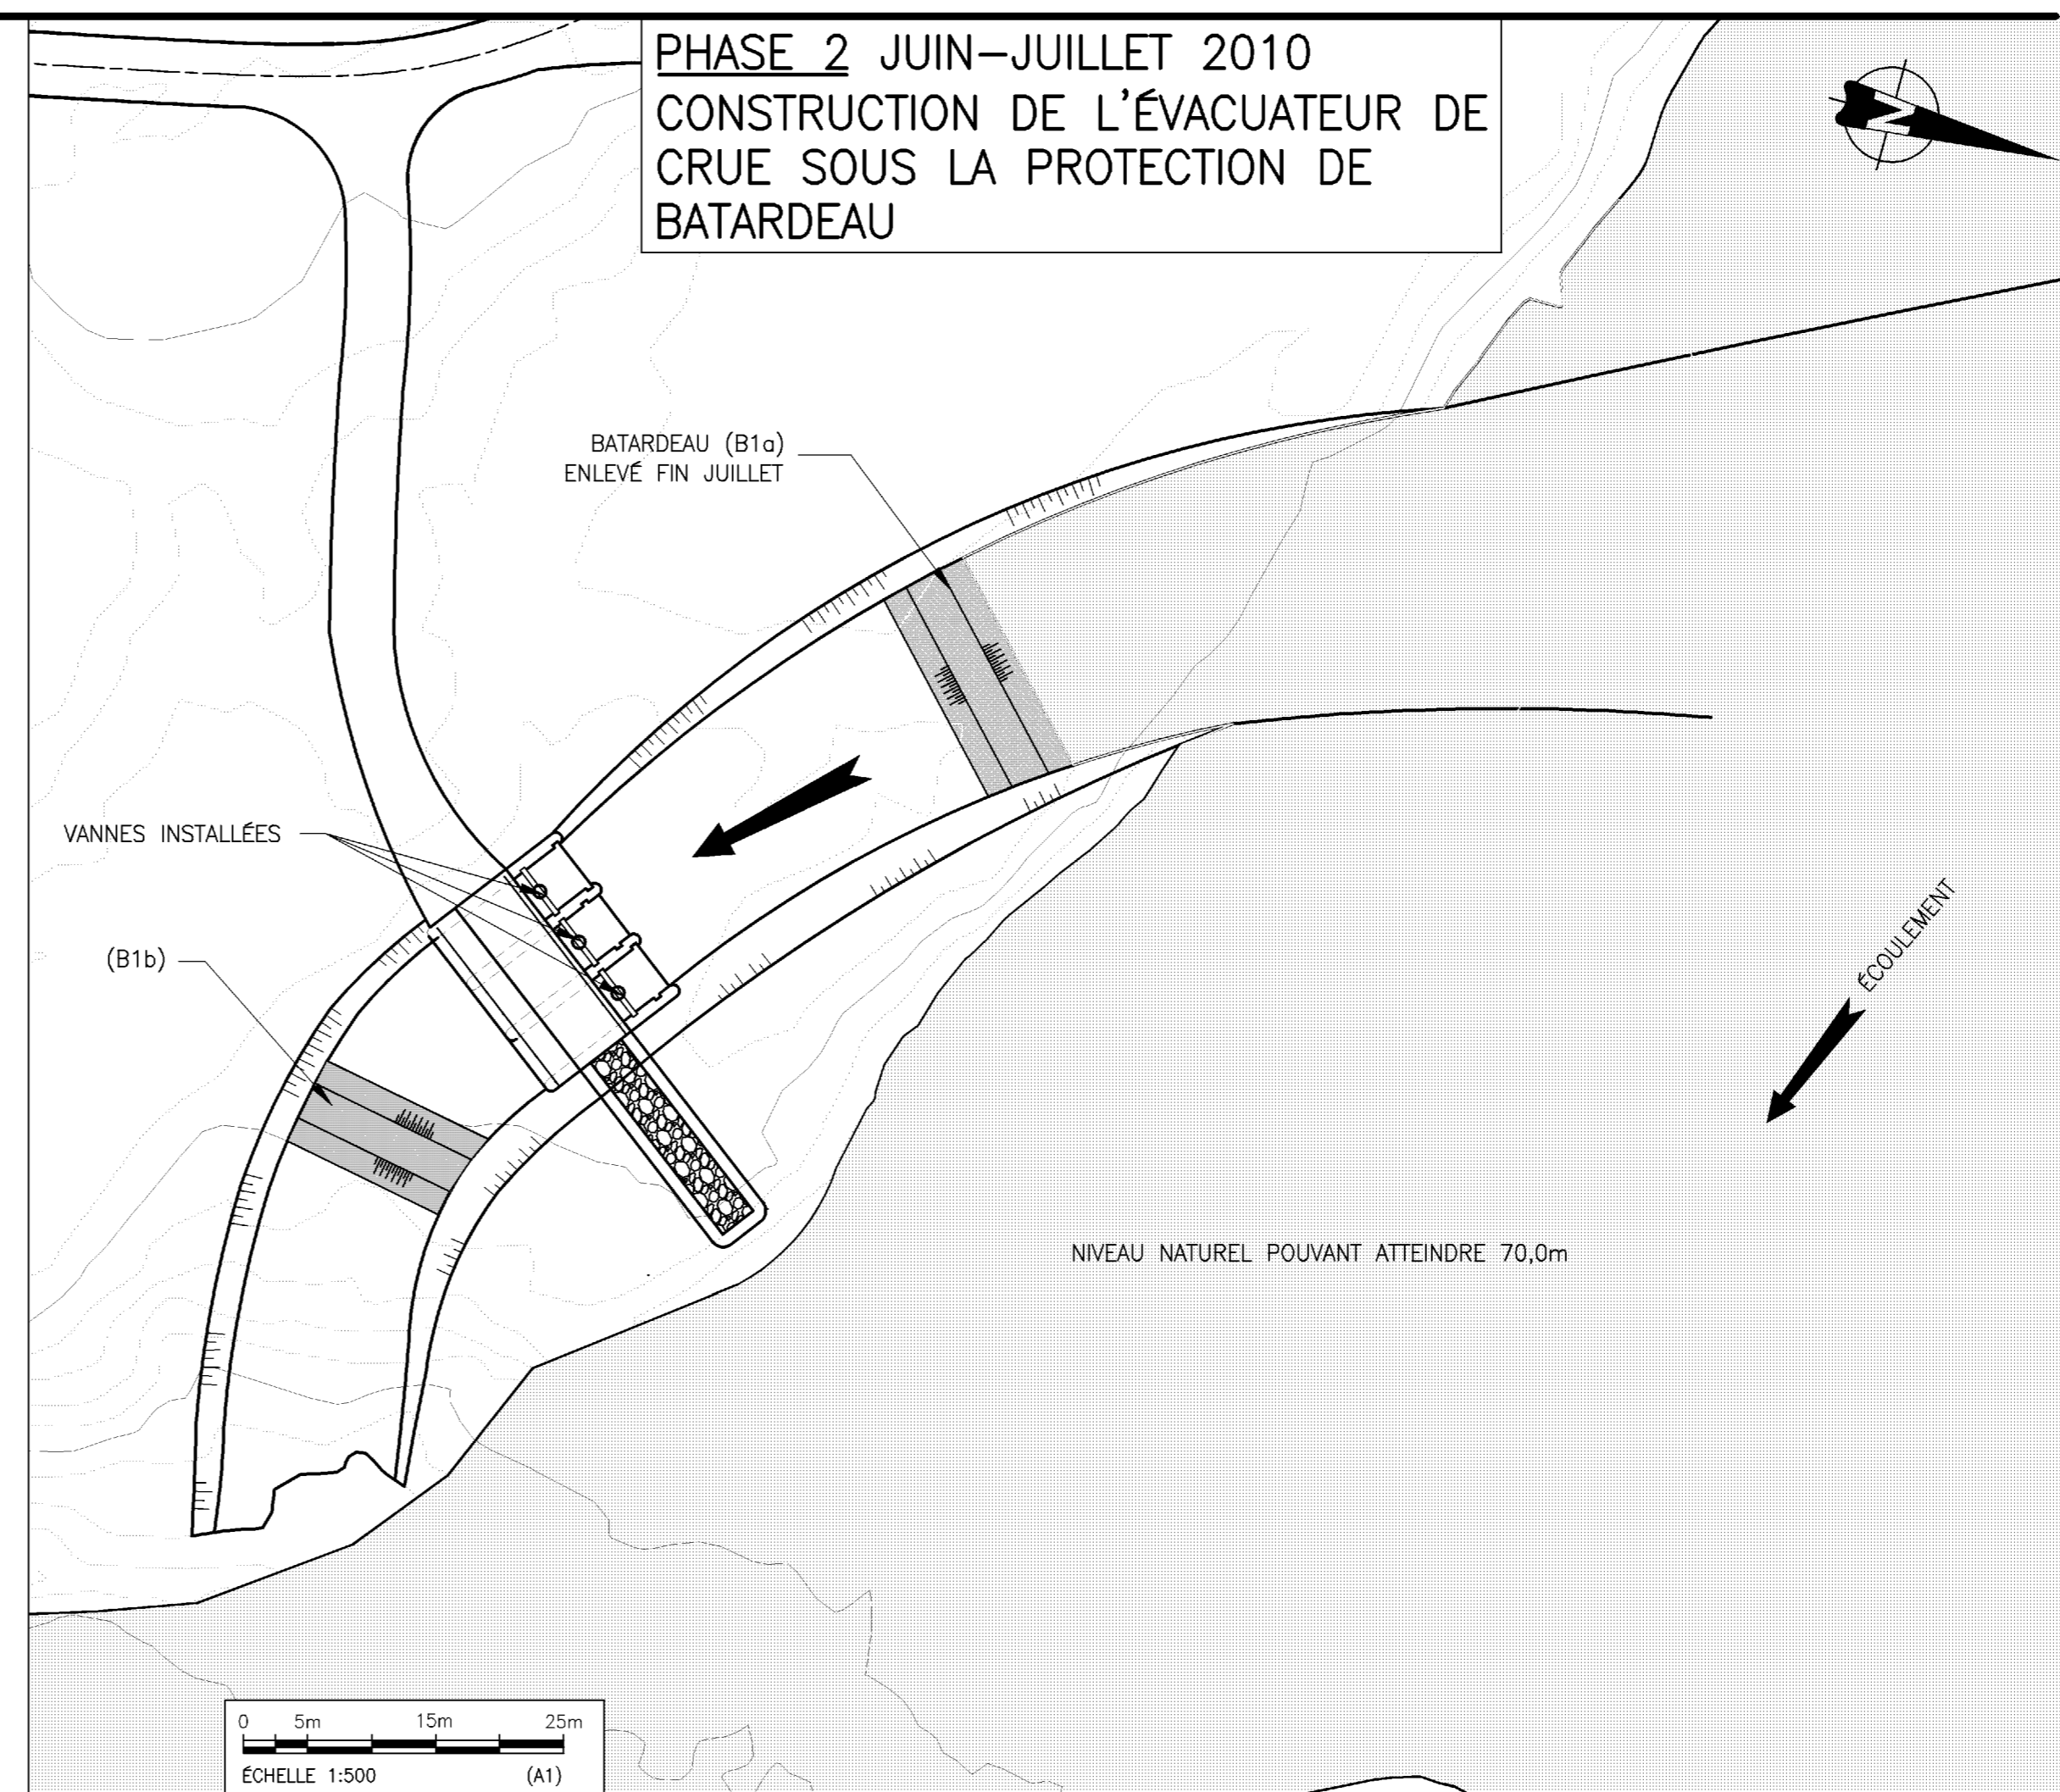 PHASE 2 JUIN–JUILLET 2010
CONSTRUCTION DE L'ÉVACUATEUR DE
CRUE SOUS LA PROTECTION DE
BATARDEAU
N
BATARDEAU (B1a)
ENLEVÉ FIN JUILLET
VANNES INSTALLÉES
(B1b)
ÉCOULEMENT
NIVEAU NATUREL POUVANT ATTEINDRE 70,0m
0 5m 15m 25m
ÉCHELLE 1:500 (A1)